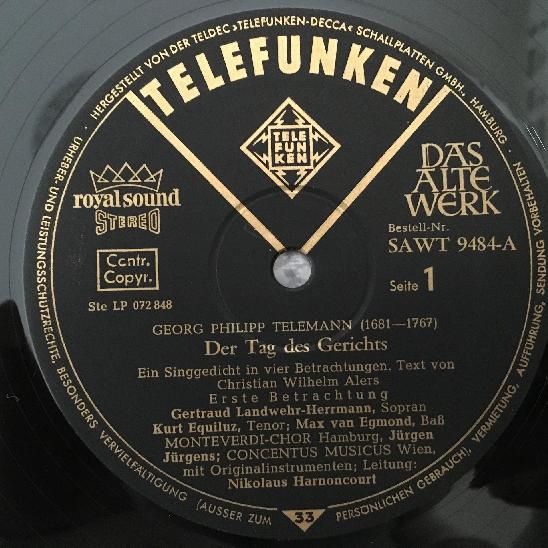 URHEBER- UND LEISTUNGSSCHUTZRECHTE, BESONDERS VERVIELFÄLTIGUNG (AUSSER ZUM PERSÖNLICHEN GEBRAUCH), VERMIETUNG, AUFFÜHRUNG, SENDUNG VORBEHALTEN
· HERGESTELLT VON DER TELDEC »TELEFUNKEN-DECCA« SCHALLPLATTEN GMBH., HAMBURG ·
TELEFUNKEN
TELE
FUN
KEN
royal sound
STEREO
DAS
ALTE
WERK
Bestell-Nr.
SAWT 9484-A
Ccntr.
Copyr.
Seite 1
Ste LP 072 848
GEORG PHILIPP TELEMANN (1681—1767)
Der Tag des Gerichts
Ein Singgedicht in vier Betrachtungen. Text von
Christian Wilhelm Alers
Erste Betrachtung
Gertraud Landwehr-Herrmann, Sopran
Kurt Equiluz, Tenor; Max van Egmond, Baß
MONTEVERDI-CHOR Hamburg, Jürgen
Jürgens; CONCENTUS MUSICUS Wien,
mit Originalinstrumenten; Leitung:
Nikolaus Harnoncourt
33